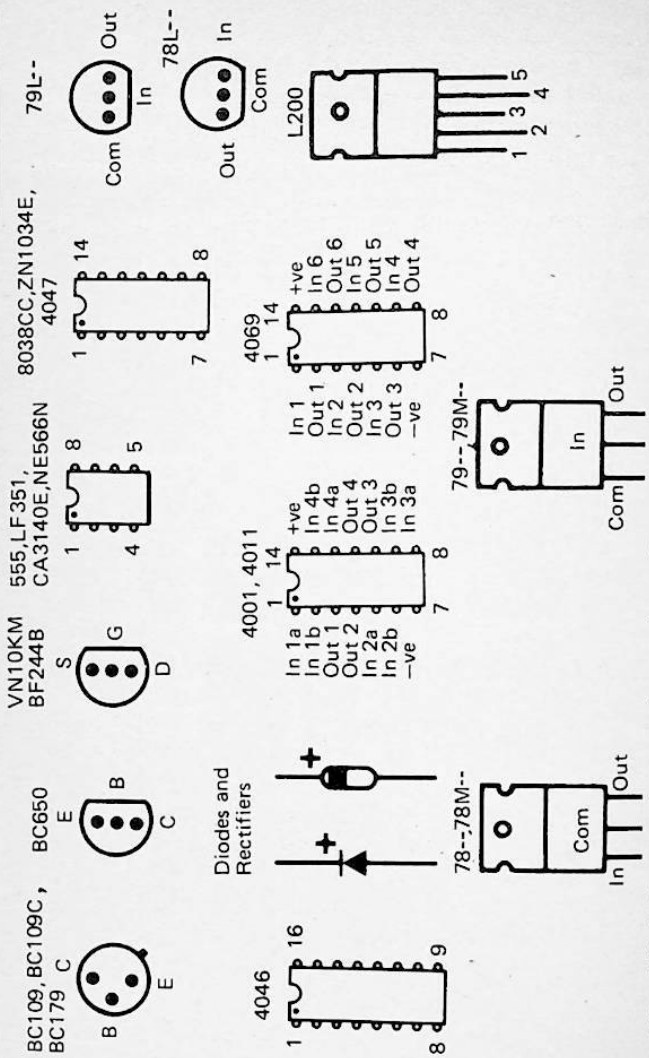 BC109, BC109C,
BC179
C
B
E
BC650
E
B
C
VN10KM
BF244B
S
G
D
555, LF351,
CA3140E, NE566N
1
8
4
5
8038CC, ZN1034E,
4047
1
14
7
8
79L--
Com
Out
In
78L--
Out
In
Com
4046
1
16
8
9
Diodes and
Rectifiers
+
+
4001, 4011
1
14
In 1a
In 1b
Out 1
Out 2
In 2a
In 2b
−ve
+ve
In 4b
In 4a
Out 4
Out 3
In 3b
In 3a
7
8
4069
1
14
In 1
Out 1
In 2
Out 2
In 3
Out 3
−ve
+ve
In 6
Out 6
In 5
Out 5
In 4
Out 4
7
8
L200
1
2
3
4
5
78--, 78M--
Com
In
Out
79--, 79M--
In
Com
Out